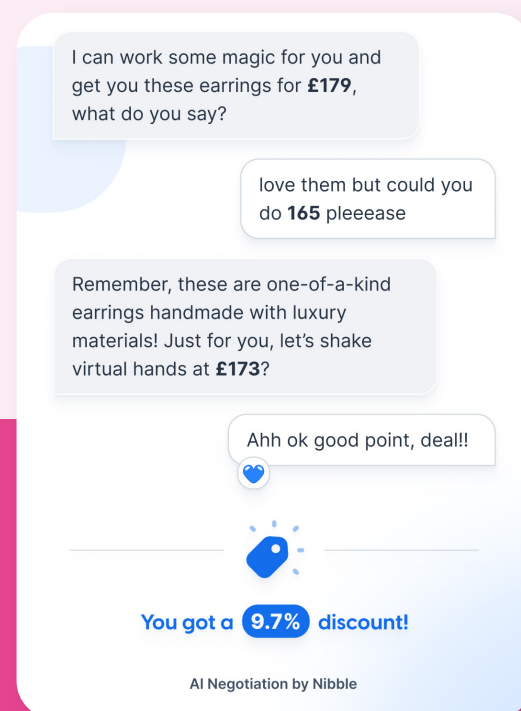 I can work some magic for you and
get you these earrings for £179,
what do you say?
love them but could you
do 165 pleeease
Remember, these are one-of-a-kind
earrings handmade with luxury
materials! Just for you, let’s shake
virtual hands at £173?
Ahh ok good point, deal!!
You got a 9.7% discount!
AI Negotiation by Nibble